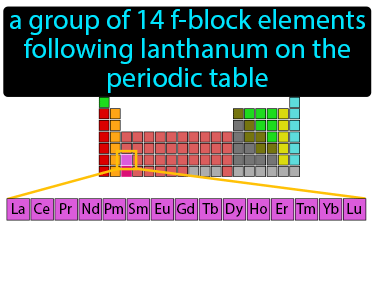 a group of 14 f-block elements
following lanthanum on the
periodic table
La Ce Pr Nd Pm Sm Eu Gd Tb Dy Ho Er Tm Yb Lu